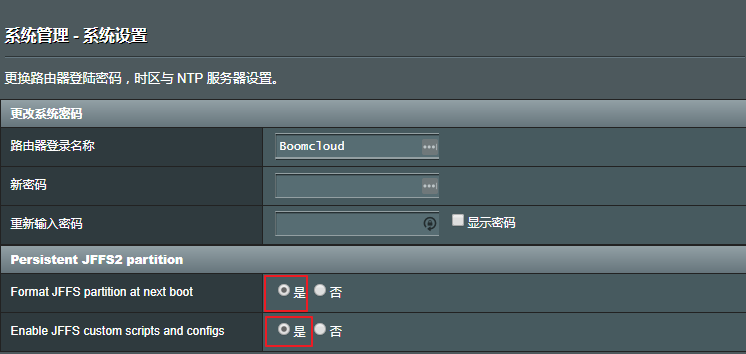 系统管理 - 系统设置
更换路由器登陆密码，时区与 NTP 服务器设置。
更改系统密码
路由器登录名称 Boomcloud
新密码
重新输入密码 显示密码
Persistent JFFS2 partition
Format JFFS partition at next boot 是 否
Enable JFFS custom scripts and configs 是 否